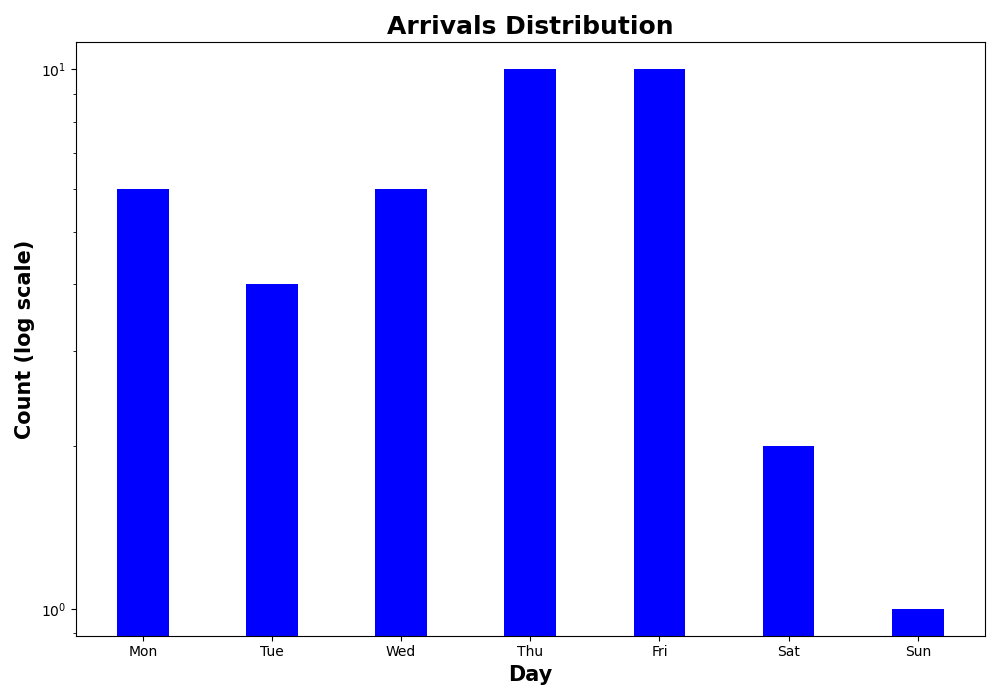 Arrivals Distribution
Count (log scale)
10¹
10⁰
Mon Tue Wed Thu Fri Sat Sun
Day